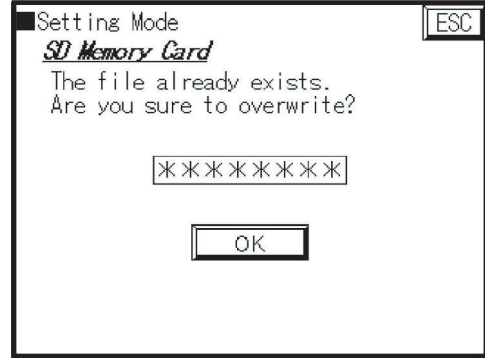 ■Setting Mode
ESC
SD Memory Card
The file already exists.
Are you sure to overwrite?
********
OK